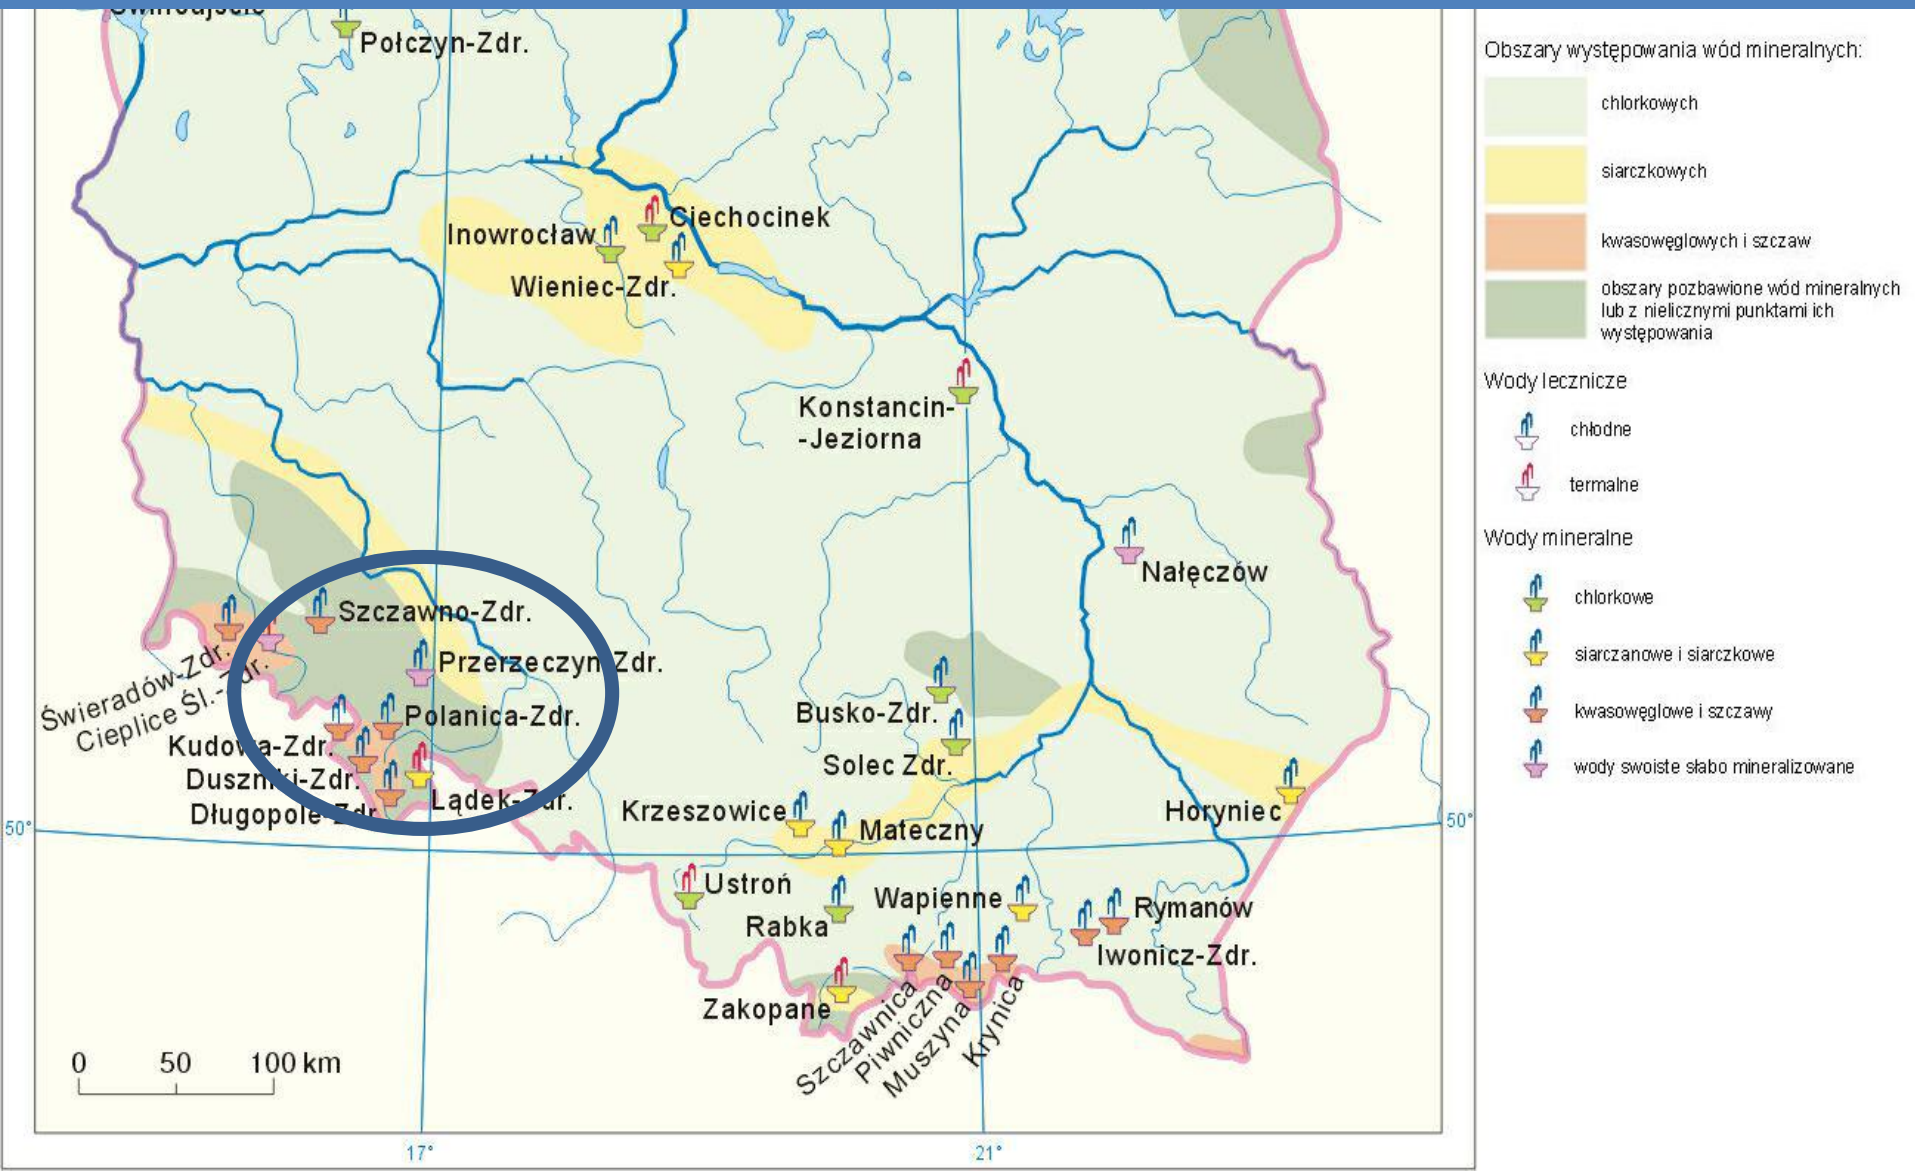 Świnoujście
Połczyn-Zdr.
Inowrocław
Ciechocinek
Wieniec-Zdr.
Konstancin-
-Jeziorna
Nałęczów
Szczawno-Zdr.
Przerzeczyn-Zdr.
Świeradów-Zdr.
Cieplice Śl.-Zdr.
Polanica-Zdr.
Kudowa-Zdr.
Duszniki-Zdr.
Długopole-Zdr.
Lądek-Zdr.
Busko-Zdr.
Solec Zdr.
Krzeszowice
Mateczny
Horyniec
50°
50°
Ustroń
Rabka
Wapienne
Rymanów
Iwonicz-Zdr.
Zakopane
Szczawnica
Piwniczna
Muszyna
Krynica
0 50 100 km
17°
21°
Obszary występowania wód mineralnych:
chlorkowych
siarczkowych
kwasowęglowych i szczaw
obszary pozbawione wód mineralnych
lub z nielicznymi punktami ich
występowania
Wody lecznicze
chłodne
termalne
Wody mineralne
chlorkowe
siarczanowe i siarczkowe
kwasowęglowe i szczawy
wody swoiste słabo mineralizowane